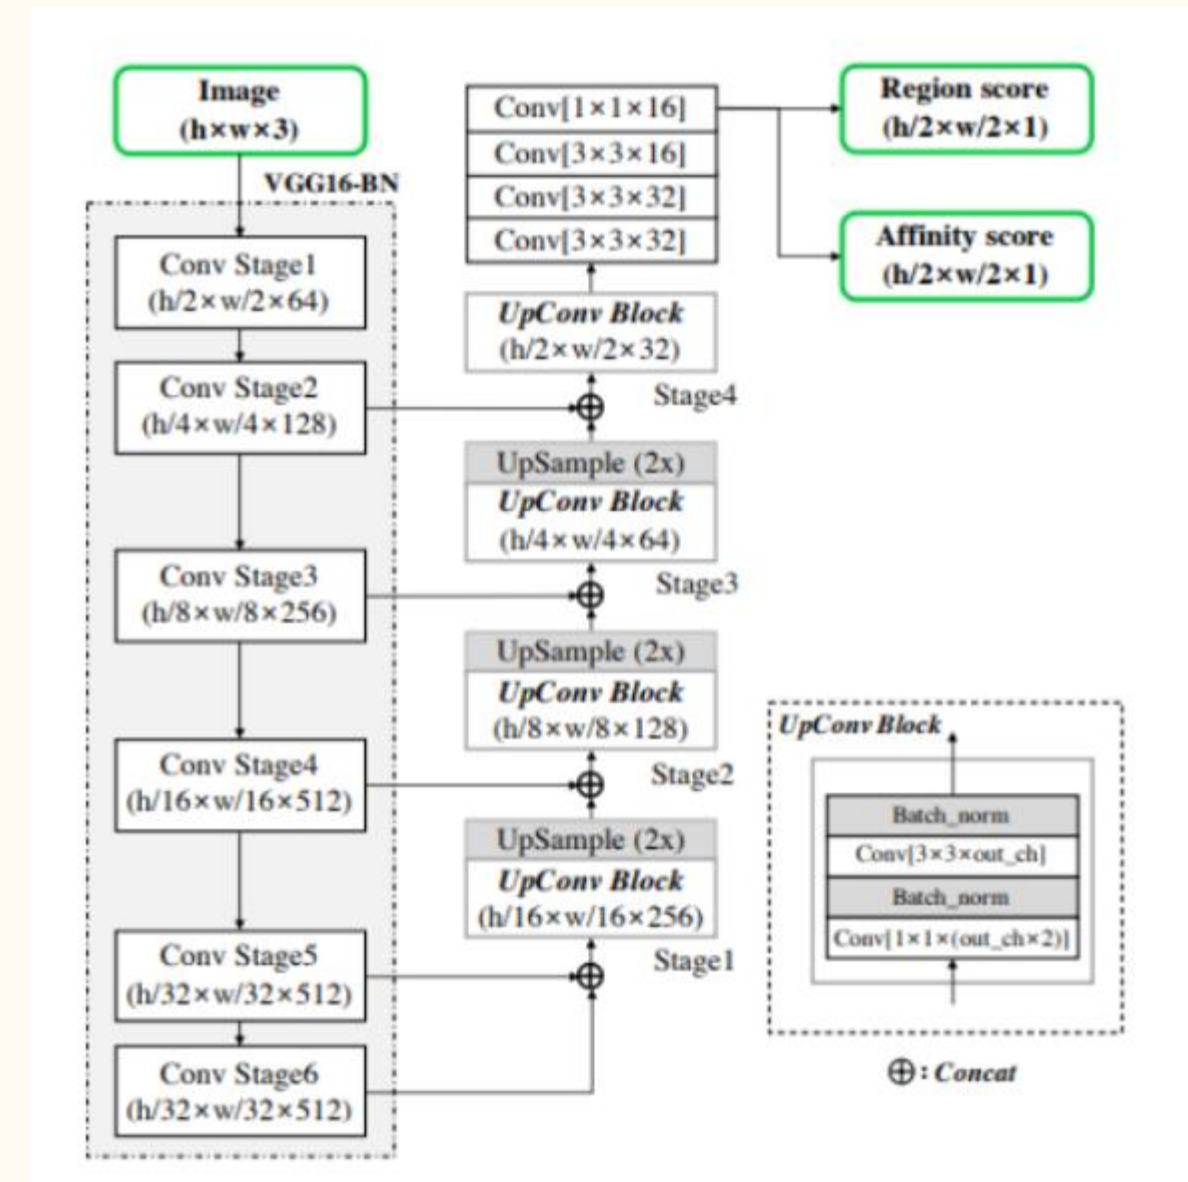 Image
(h×w×3)
VGG16-BN
Conv Stage1
(h/2×w/2×64)
Conv Stage2
(h/4×w/4×128)
Conv Stage3
(h/8×w/8×256)
Conv Stage4
(h/16×w/16×512)
Conv Stage5
(h/32×w/32×512)
Conv Stage6
(h/32×w/32×512)
Conv[1×1×16]
Conv[3×3×16]
Conv[3×3×32]
Conv[3×3×32]
UpConv Block
(h/2×w/2×32)
Stage4
UpSample (2x)
UpConv Block
(h/4×w/4×64)
Stage3
UpSample (2x)
UpConv Block
(h/8×w/8×128)
Stage2
UpSample (2x)
UpConv Block
(h/16×w/16×256)
Stage1
Region score
(h/2×w/2×1)
Affinity score
(h/2×w/2×1)
UpConv Block
Batch_norm
Conv[3×3×out_ch]
Batch_norm
Conv[1×1×(out_ch×2)]
⊕ : Concat